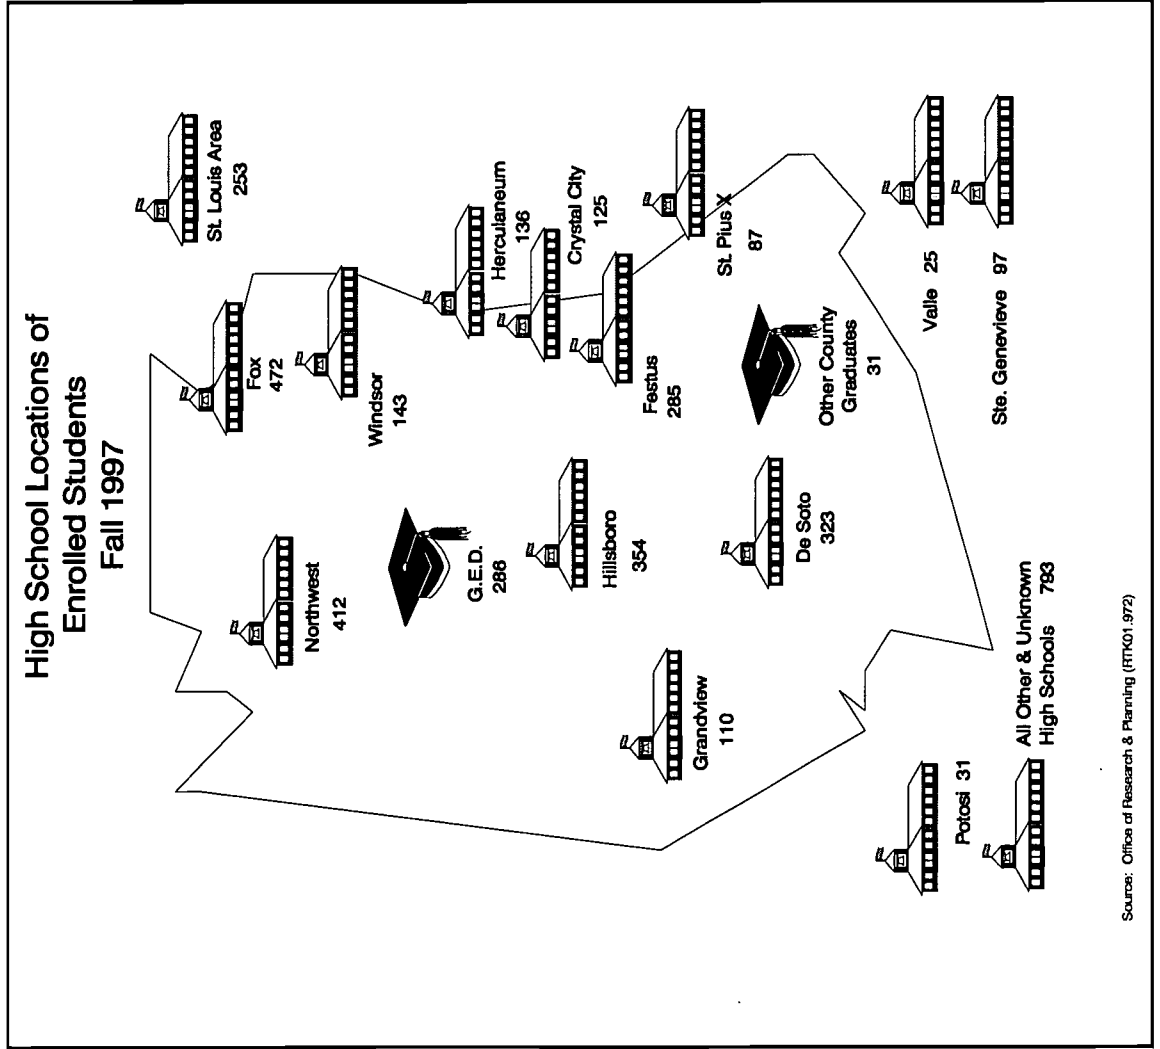 High School Locations of
Enrolled Students
Fall 1997
St. Louis Area
253
Fox
472
Windsor
143
Northwest
412
Herculaneum
136
Crystal City
125
G.E.D.
286
Hillsboro
354
Festus
285
St. Pius X
87
Grandview
110
De Soto
323
Other County
Graduates
31
Valle 25
Ste. Genevieve 97
Potosi 31
All Other & Unknown
High Schools 793
Source: Office of Research & Planning (RTK01.972)